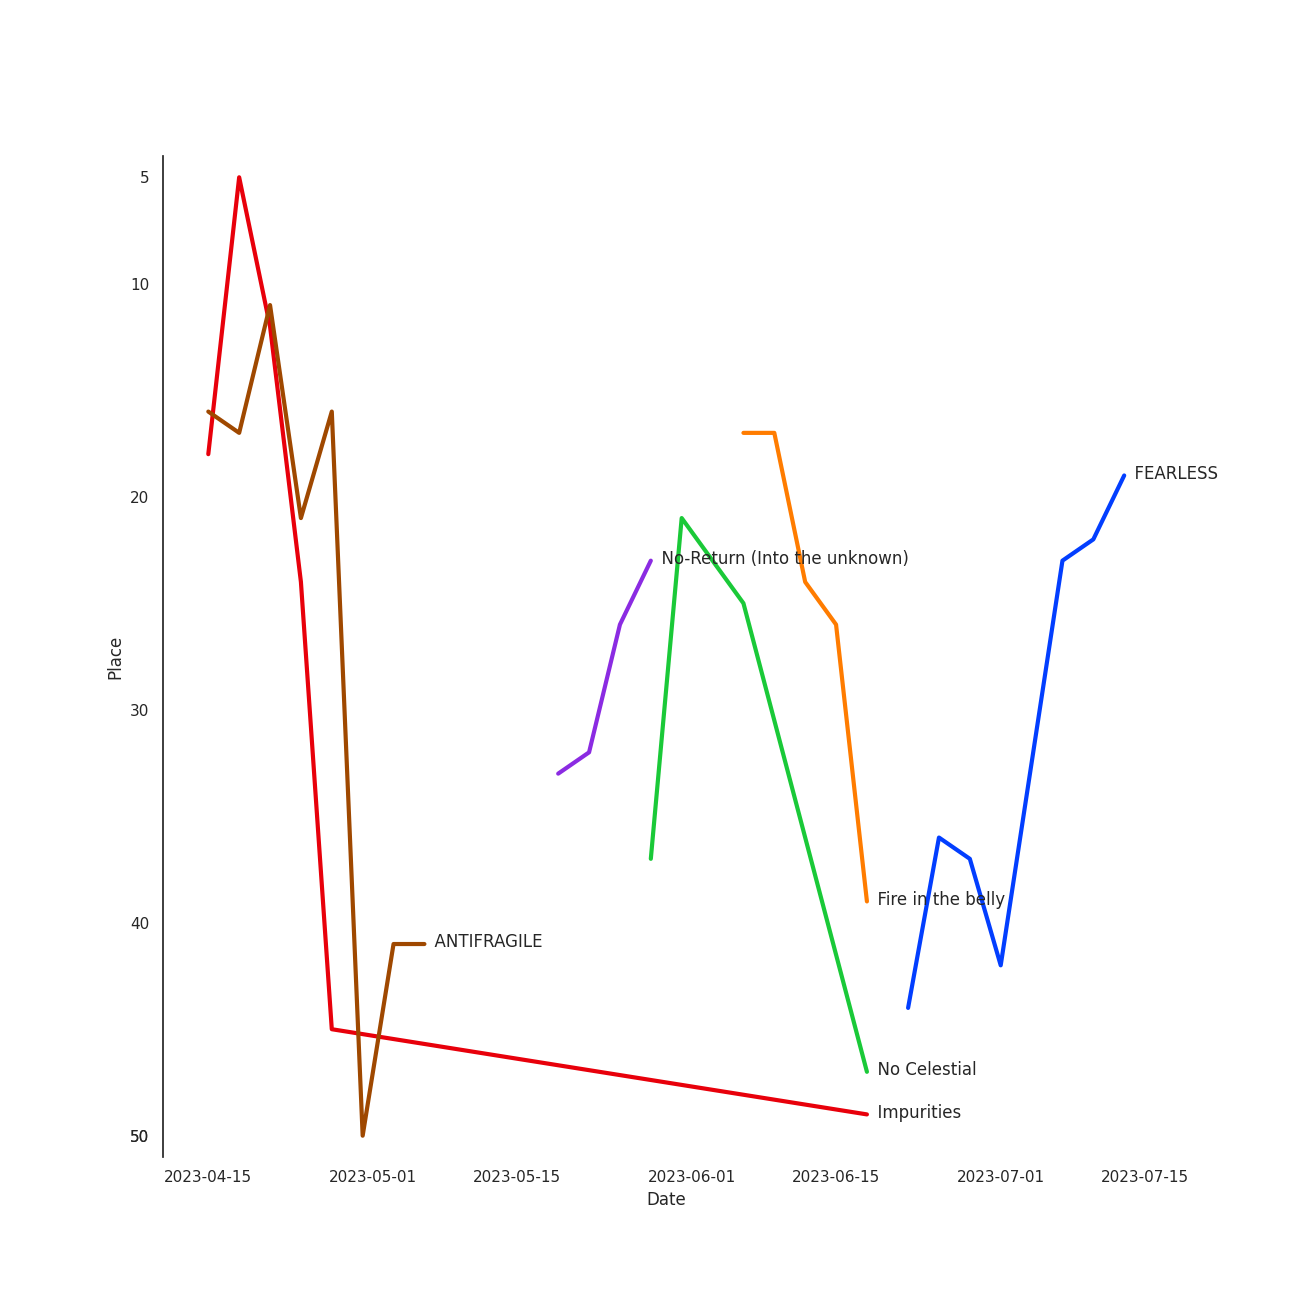 5
10
20
30
40
50
Place
FEARLESS
No-Return (Into the unknown)
Fire in the belly
ANTIFRAGILE
No Celestial
Impurities
2023-04-15 2023-05-01 2023-05-15 2023-06-01 2023-06-15 2023-07-01 2023-07-15
Date